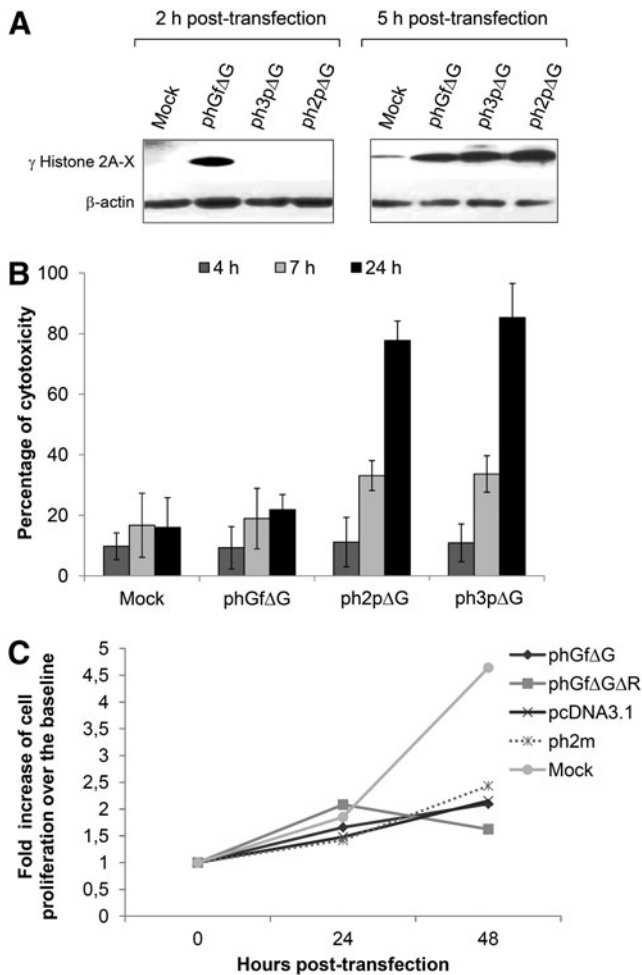 A
2 h post-transfection
5 h post-transfection
Mock
phGfΔG
ph3pΔG
ph2pΔG
Mock
phGfΔG
ph3pΔG
ph2pΔG
γ Histone 2A-X
β-actin
B
4 h
7 h
24 h
Percentage of cytotoxicity
100
80
60
40
20
0
Mock
phGfΔG
ph2pΔG
ph3pΔG
C
Fold increase of cell
proliferation over the baseline
5
4,5
4
3,5
3
2,5
2
1,5
1
0,5
0
phGfΔG
phGfΔGΔR
pcDNA3.1
ph2m
Mock
0
24
48
Hours post-transfection